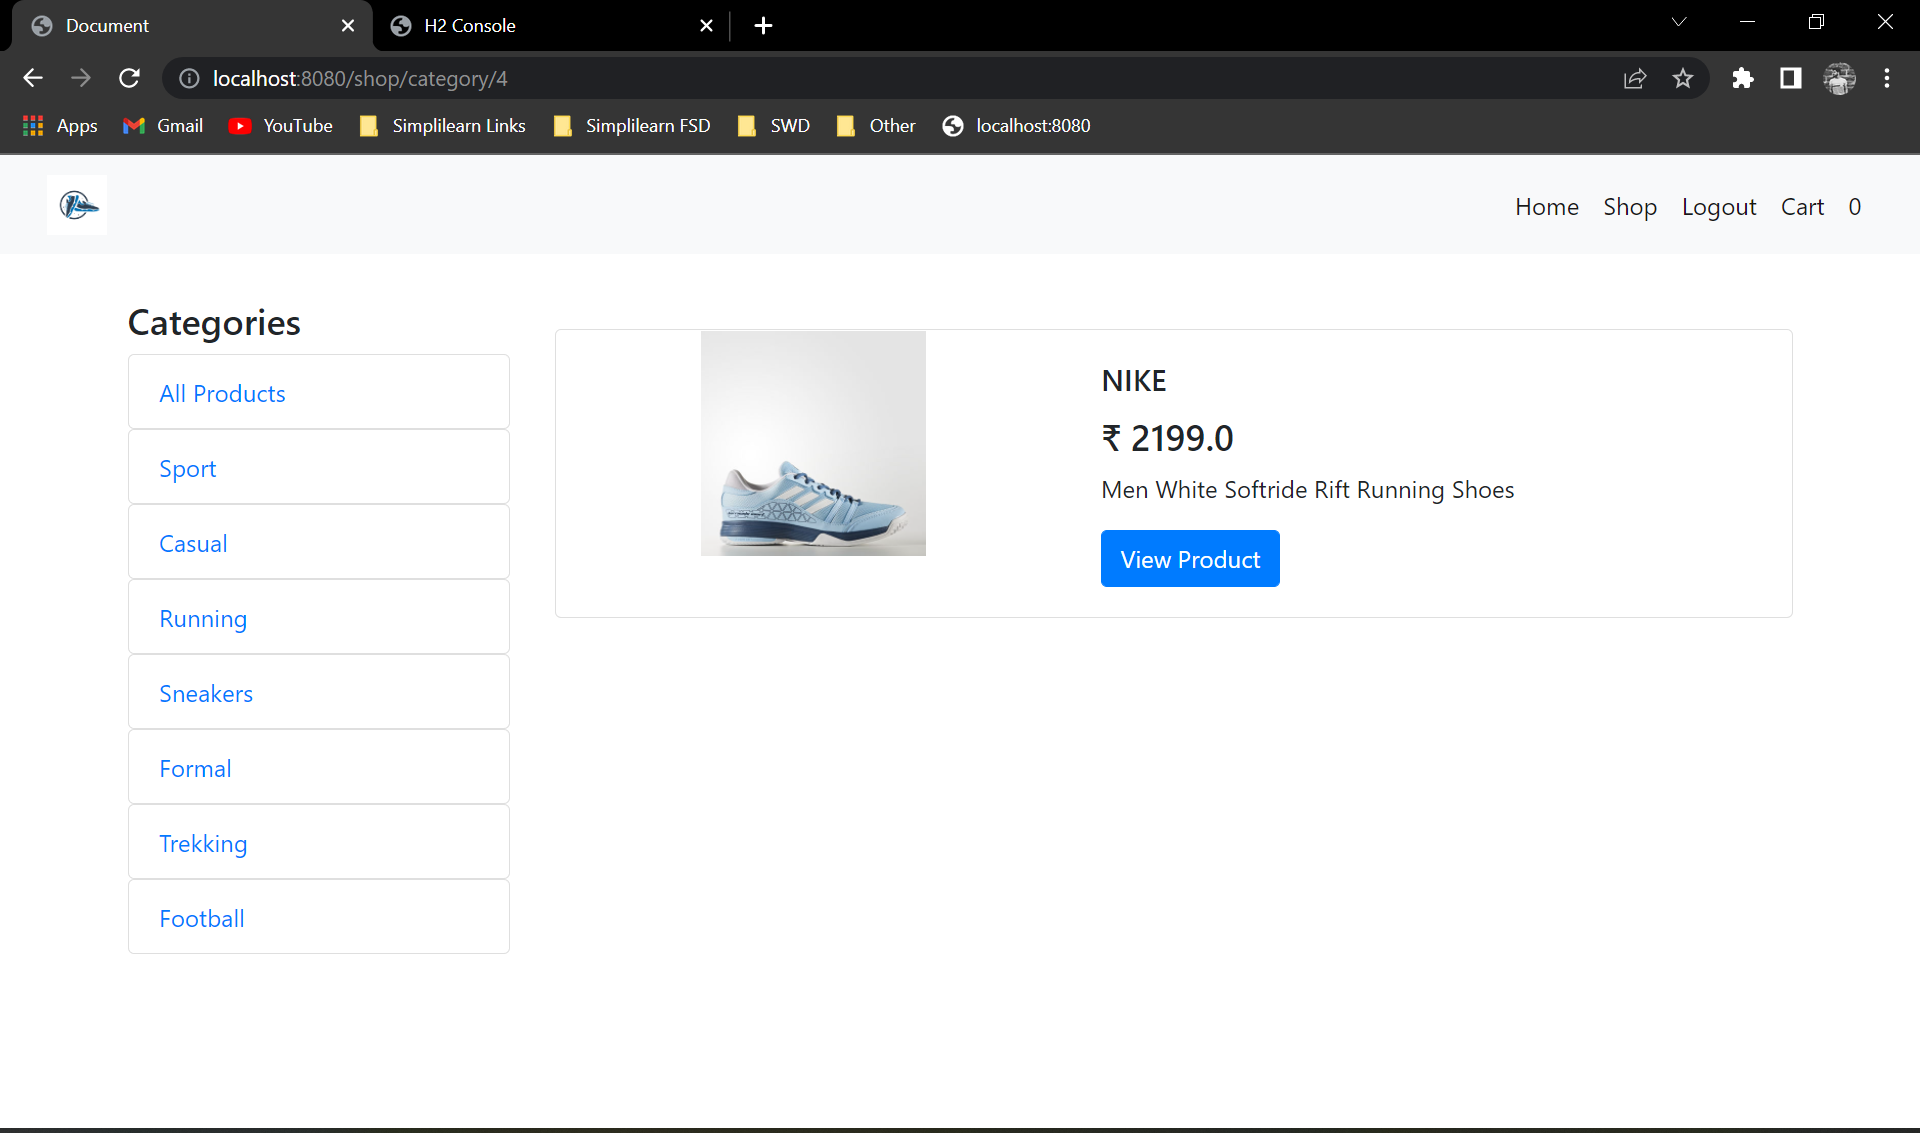 Document
H2 Console
localhost:8080/shop/category/4
Apps
Gmail
YouTube
Simplilearn Links
Simplilearn FSD
SWD
Other
localhost:8080
Home
Shop
Logout
Cart
0
Categories
All Products
Sport
Casual
Running
Sneakers
Formal
Trekking
Football
NIKE
₹ 2199.0
Men White Softride Rift Running Shoes
View Product